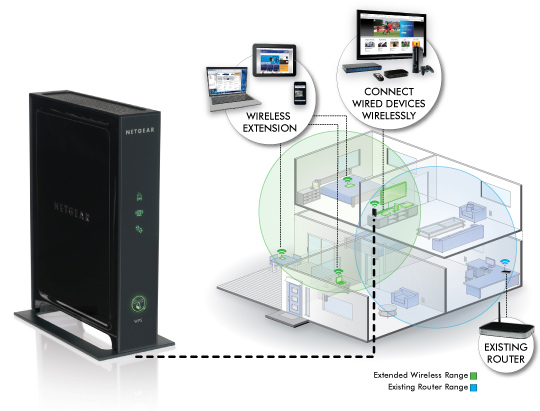 WIRELESS
EXTENSION
CONNECT
WIRED DEVICES
WIRELESSLY
NETGEAR
NETGEAR
WPS
EXISTING
ROUTER
Extended Wireless Range
Existing Router Range